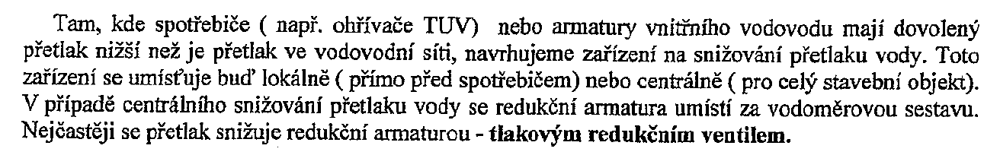 Tam, kde spotřebiče ( např. ohřívače TUV)  nebo armatury vnitřního vodovodu mají dovolený
přetlak nižší než je přetlak ve vodovodní síti, navrhujeme zařízení na snižování přetlaku vody. Toto
zařízení se umísťuje buď lokálně ( přímo před spotřebičem) nebo centrálně ( pro celý stavební objekt).
V případě centrálního snižování přetlaku vody se redukční armatura umístí za vodoměrovou sestavu.
Nejčastěji se přetlak snižuje redukční armaturou - tlakovým redukčním ventilem.